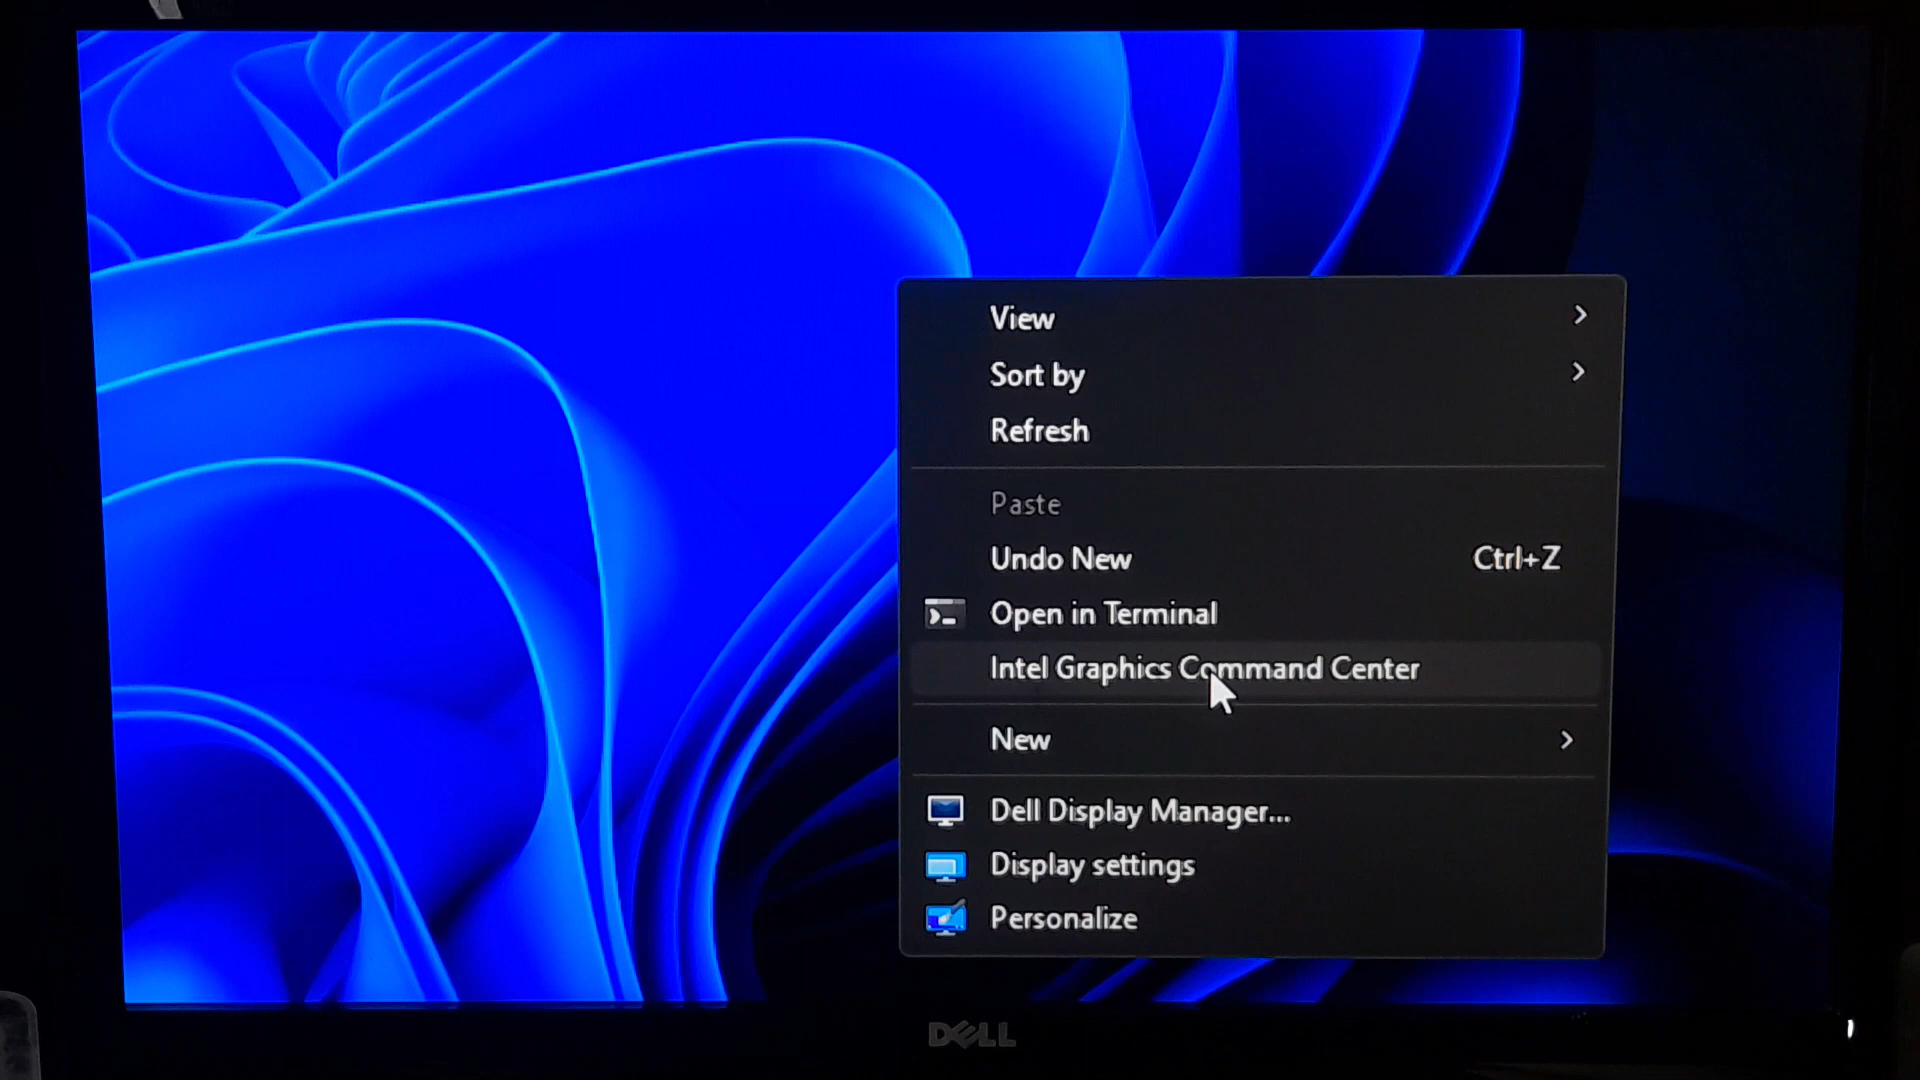 View
Sort by
Refresh
Paste
Undo New Ctrl+Z
Open in Terminal
Intel Graphics Command Center
New
Dell Display Manager...
Display settings
Personalize
DELL